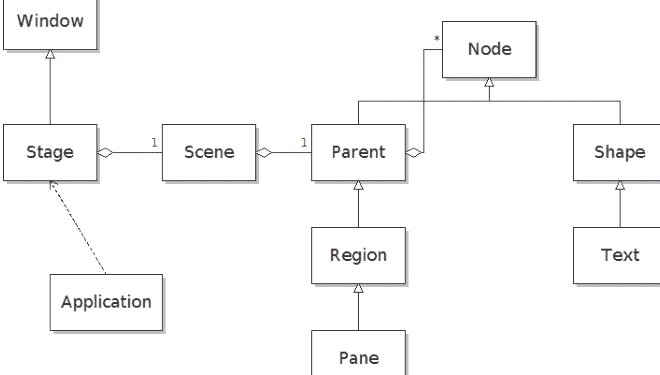 Window
Node
*
Stage
1
Scene
1
Parent
Shape
Region
Text
Application
Pane